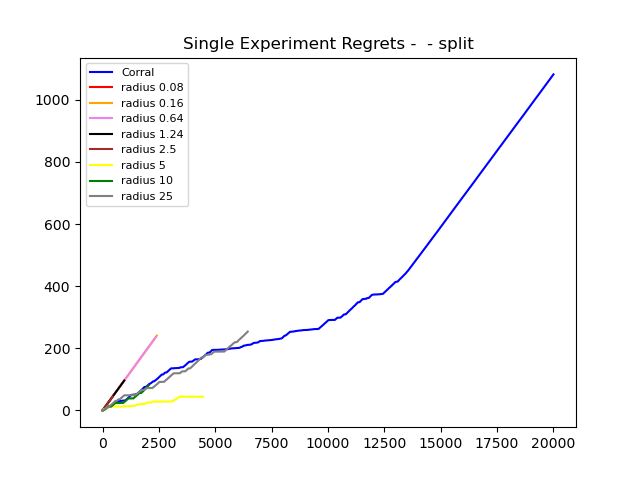 Single Experiment Regrets -  - split
Corral
radius 0.08
radius 0.16
radius 0.64
radius 1.24
radius 2.5
radius 5
radius 10
radius 25
1000
800
600
400
200
0
0 2500 5000 7500 10000 12500 15000 17500 20000